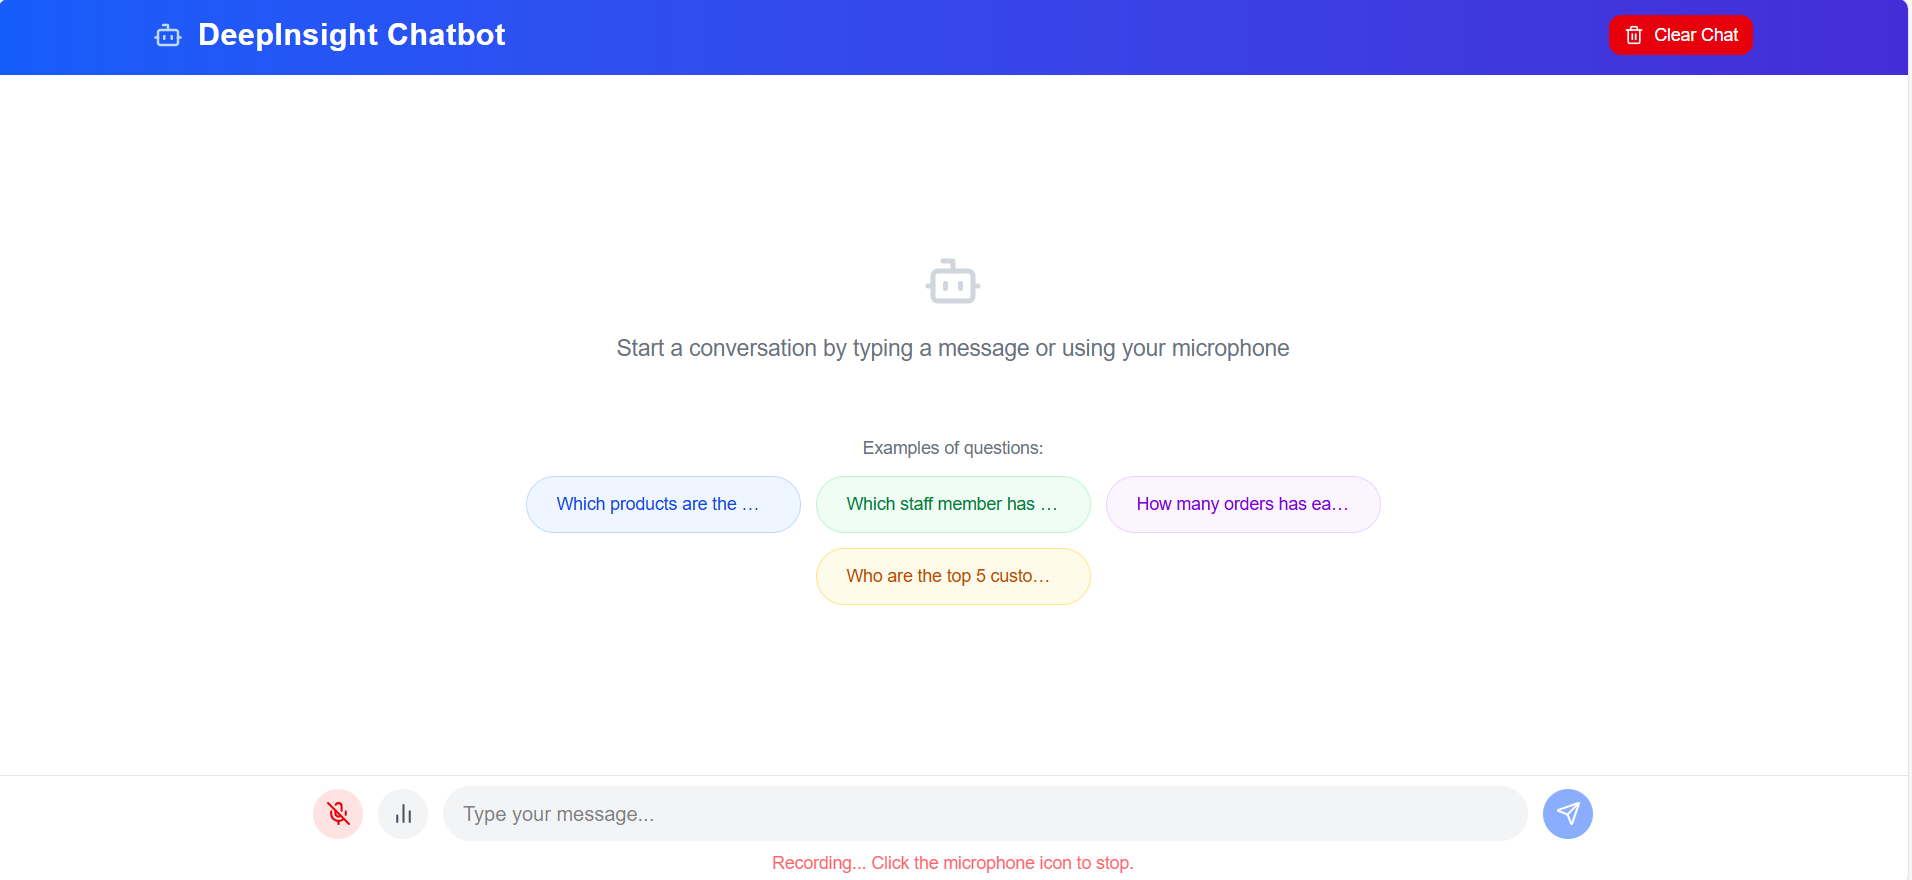 DeepInsight Chatbot
Clear Chat
Start a conversation by typing a message or using your microphone
Examples of questions:
Which products are the …
Which staff member has …
How many orders has ea…
Who are the top 5 custo…
Type your message...
Recording... Click the microphone icon to stop.